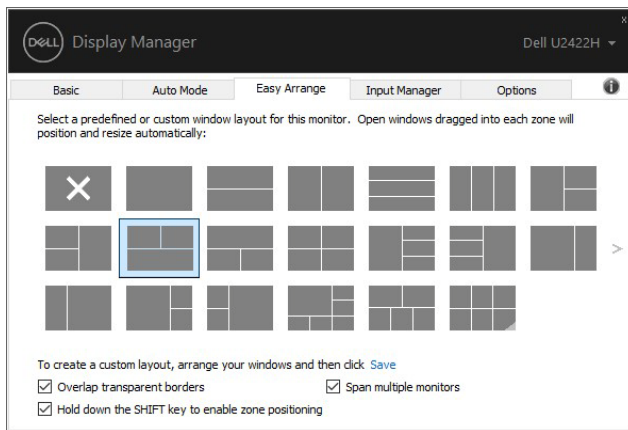 DELL Display Manager Dell U2422H
x
Basic Auto Mode Easy Arrange Input Manager Options i
Select a predefined or custom window layout for this monitor. Open windows dragged into each zone will
position and resize automatically:
>
To create a custom layout, arrange your windows and then click Save
Overlap transparent borders Span multiple monitors
Hold down the SHIFT key to enable zone positioning